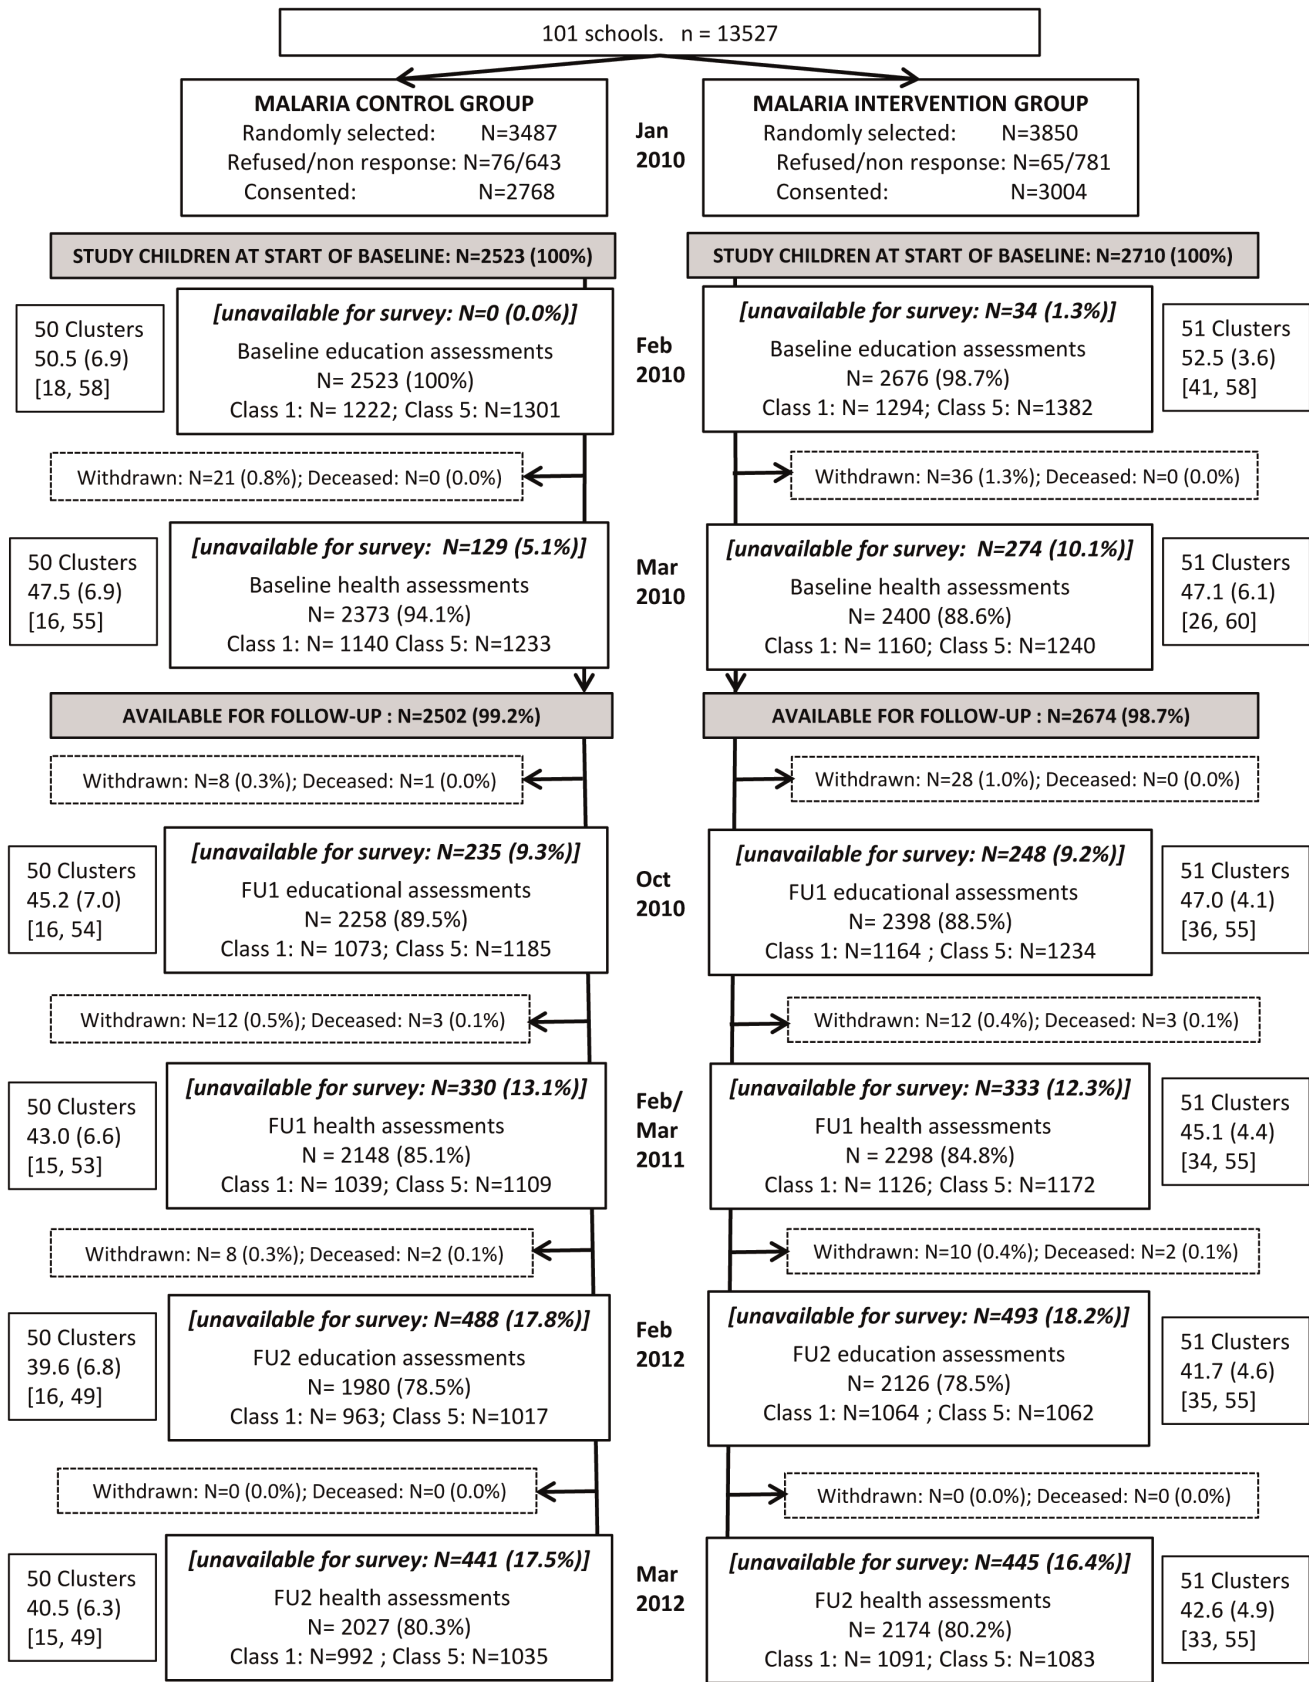 101 schools. n = 13527
MALARIA CONTROL GROUP
Randomly selected: N=3487
Refused/non response: N=76/643
Consented: N=2768
Jan
2010
MALARIA INTERVENTION GROUP
Randomly selected: N=3850
Refused/non response: N=65/781
Consented: N=3004
STUDY CHILDREN AT START OF BASELINE: N=2523 (100%)
STUDY CHILDREN AT START OF BASELINE: N=2710 (100%)
50 Clusters
50.5 (6.9)
[18, 58]
[unavailable for survey: N=0 (0.0%)]
Baseline education assessments
N= 2523 (100%)
Class 1: N= 1222; Class 5: N=1301
Feb
2010
[unavailable for survey: N=34 (1.3%)]
Baseline education assessments
N= 2676 (98.7%)
Class 1: N= 1294; Class 5: N=1382
51 Clusters
52.5 (3.6)
[41, 58]
Withdrawn: N=21 (0.8%); Deceased: N=0 (0.0%)
Withdrawn: N=36 (1.3%); Deceased: N=0 (0.0%)
50 Clusters
47.5 (6.9)
[16, 55]
[unavailable for survey: N=129 (5.1%)]
Baseline health assessments
N= 2373 (94.1%)
Class 1: N= 1140 Class 5: N=1233
Mar
2010
[unavailable for survey: N=274 (10.1%)]
Baseline health assessments
N= 2400 (88.6%)
Class 1: N= 1160; Class 5: N=1240
51 Clusters
47.1 (6.1)
[26, 60]
AVAILABLE FOR FOLLOW-UP : N=2502 (99.2%)
AVAILABLE FOR FOLLOW-UP : N=2674 (98.7%)
Withdrawn: N=8 (0.3%); Deceased: N=1 (0.0%)
Withdrawn: N=28 (1.0%); Deceased: N=0 (0.0%)
50 Clusters
45.2 (7.0)
[16, 54]
[unavailable for survey: N=235 (9.3%)]
FU1 educational assessments
N= 2258 (89.5%)
Class 1: N= 1073; Class 5: N=1185
Oct
2010
[unavailable for survey: N=248 (9.2%)]
FU1 educational assessments
N= 2398 (88.5%)
Class 1: N=1164 ; Class 5: N=1234
51 Clusters
47.0 (4.1)
[36, 55]
Withdrawn: N=12 (0.5%); Deceased: N=3 (0.1%)
Withdrawn: N=12 (0.4%); Deceased: N=3 (0.1%)
50 Clusters
43.0 (6.6)
[15, 53]
[unavailable for survey: N=330 (13.1%)]
FU1 health assessments
N = 2148 (85.1%)
Class 1: N= 1039; Class 5: N=1109
Feb/
Mar
2011
[unavailable for survey: N=333 (12.3%)]
FU1 health assessments
N = 2298 (84.8%)
Class 1: N= 1126; Class 5: N=1172
51 Clusters
45.1 (4.4)
[34, 55]
Withdrawn: N= 8 (0.3%); Deceased: N=2 (0.1%)
Withdrawn: N=10 (0.4%); Deceased: N=2 (0.1%)
50 Clusters
39.6 (6.8)
[16, 49]
[unavailable for survey: N=488 (17.8%)]
FU2 education assessments
N= 1980 (78.5%)
Class 1: N= 963; Class 5: N=1017
Feb
2012
[unavailable for survey: N=493 (18.2%)]
FU2 education assessments
N= 2126 (78.5%)
Class 1: N=1064 ; Class 5: N=1062
51 Clusters
41.7 (4.6)
[35, 55]
Withdrawn: N=0 (0.0%); Deceased: N=0 (0.0%)
Withdrawn: N=0 (0.0%); Deceased: N=0 (0.0%)
50 Clusters
40.5 (6.3)
[15, 49]
[unavailable for survey: N=441 (17.5%)]
FU2 health assessments
N= 2027 (80.3%)
Class 1: N=992 ; Class 5: N=1035
Mar
2012
[unavailable for survey: N=445 (16.4%)]
FU2 health assessments
N= 2174 (80.2%)
Class 1: N= 1091; Class 5: N=1083
51 Clusters
42.6 (4.9)
[33, 55]